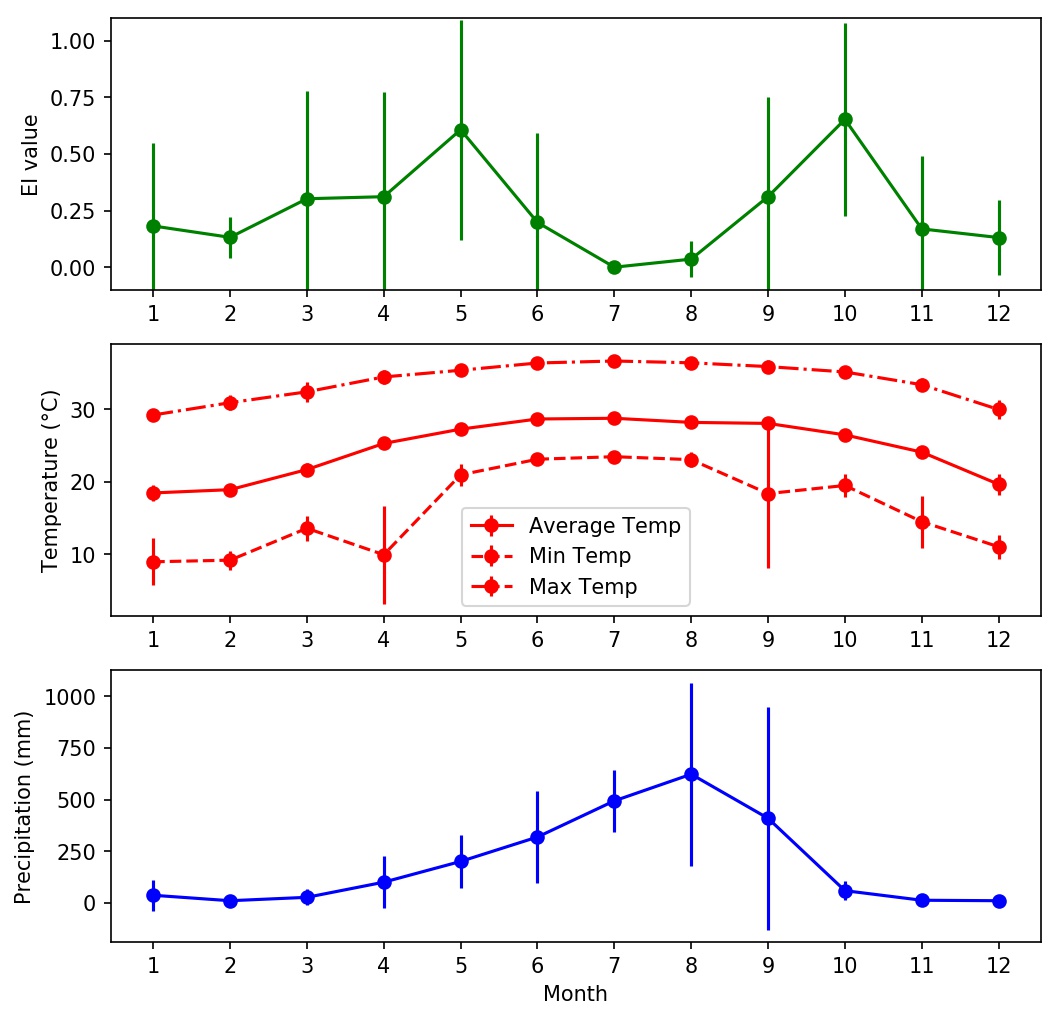 EI value
1.00
0.75
0.50
0.25
0.00
1 2 3 4 5 6 7 8 9 10 11 12
Temperature (°C)
30
20
10
Average Temp
Min Temp
Max Temp
1 2 3 4 5 6 7 8 9 10 11 12
Precipitation (mm)
1000
750
500
250
0
1 2 3 4 5 6 7 8 9 10 11 12
Month